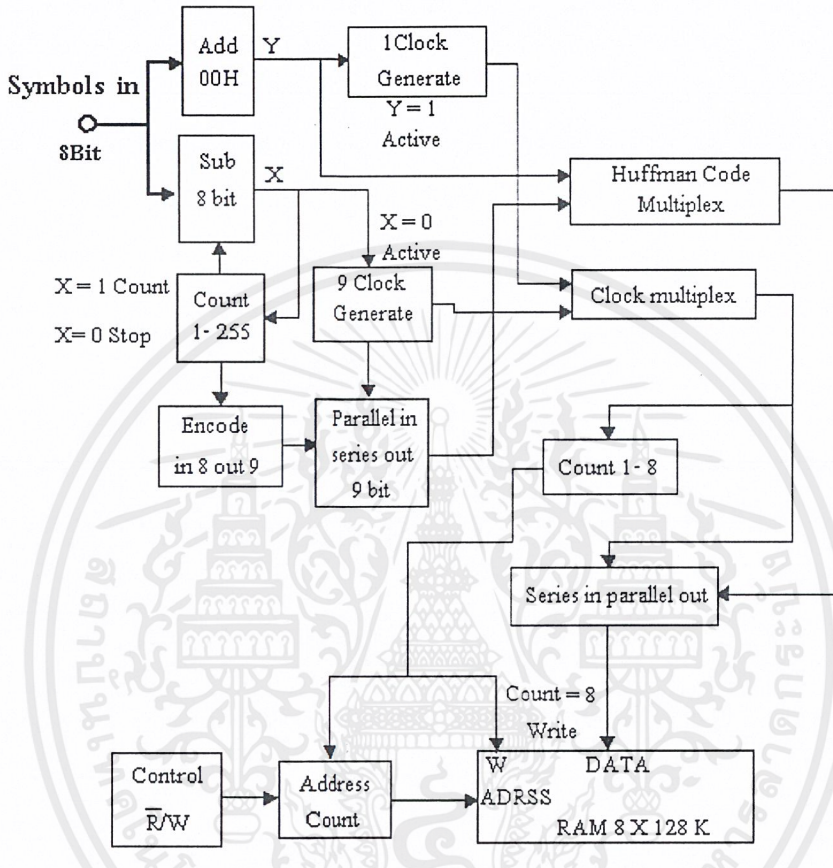 Symbols in
8Bit
Add
00H
Y
1Clock
Generate
Y = 1
Active
Sub
8 bit
X
X = 0
Active
Huffman Code
Multiplex
X = 1 Count
X= 0 Stop
Count
1- 255
9 Clock
Generate
Clock multiplex
Encode
in 8 out 9
Parallel in
series out
9 bit
Count 1- 8
Series in parallel out
Count = 8
Write
Control
R̅/W
Address
Count
W
DATA
ADRSS
RAM 8 X 128 K